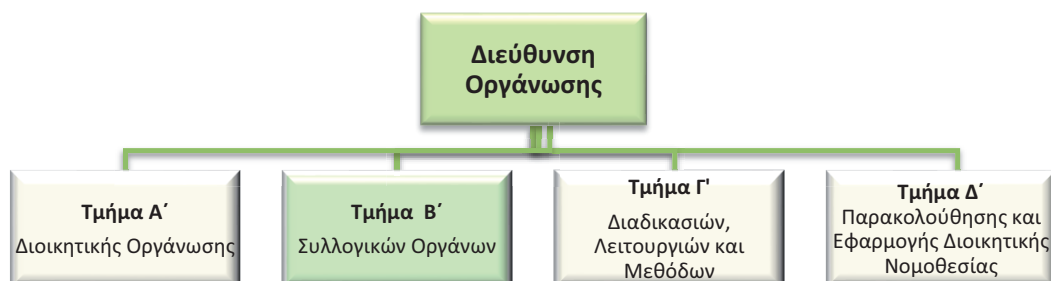 Διεύθυνση
Οργάνωσης
Τμήμα Α΄
Διοικητικής Οργάνωσης
Τμήμα Β΄
Συλλογικών Οργάνων
Τμήμα Γ'
Διαδικασιών,
Λειτουργιών και
Μεθόδων
Τμήμα Δ΄
Παρακολούθησης και
Εφαρμογής Διοικητικής
Νομοθεσίας